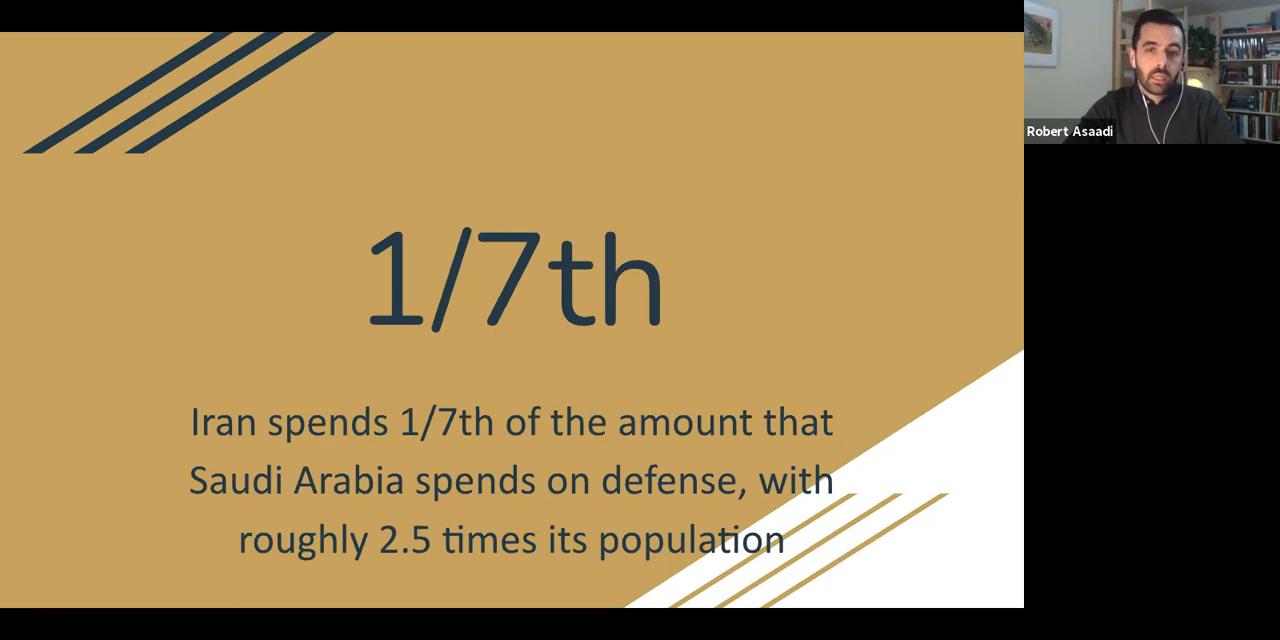 1/7th
Iran spends 1/7th of the amount that
Saudi Arabia spends on defense, with
roughly 2.5 times its population
Robert Asaadi